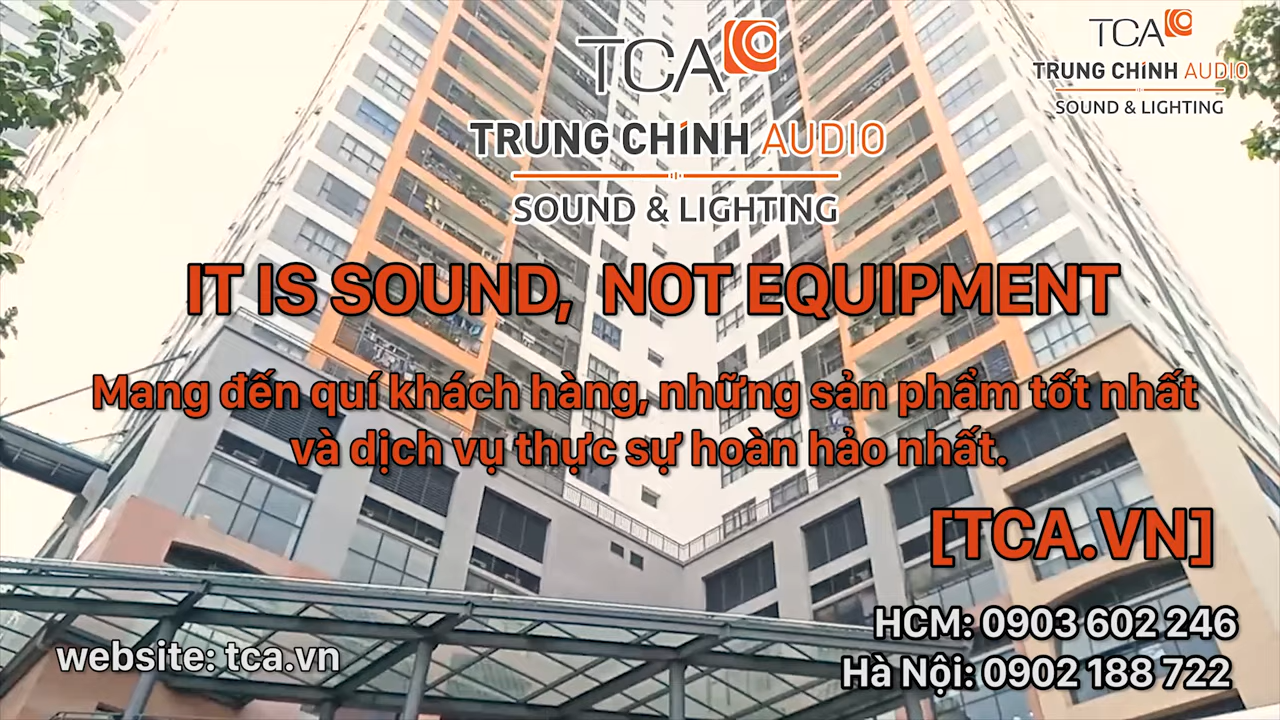 TCA
TRUNG CHÍNH AUDIO
SOUND & LIGHTING
TCA
TRUNG CHÍNH AUDIO
SOUND & LIGHTING
IT IS SOUND, NOT EQUIPMENT
Mang đến quí khách hàng, những sản phẩm tốt nhất
và dịch vụ thực sự hoàn hảo nhất.
[TCA.VN]
HCM: 0903 602 246
website: tca.vn
Hà Nội: 0902 188 722